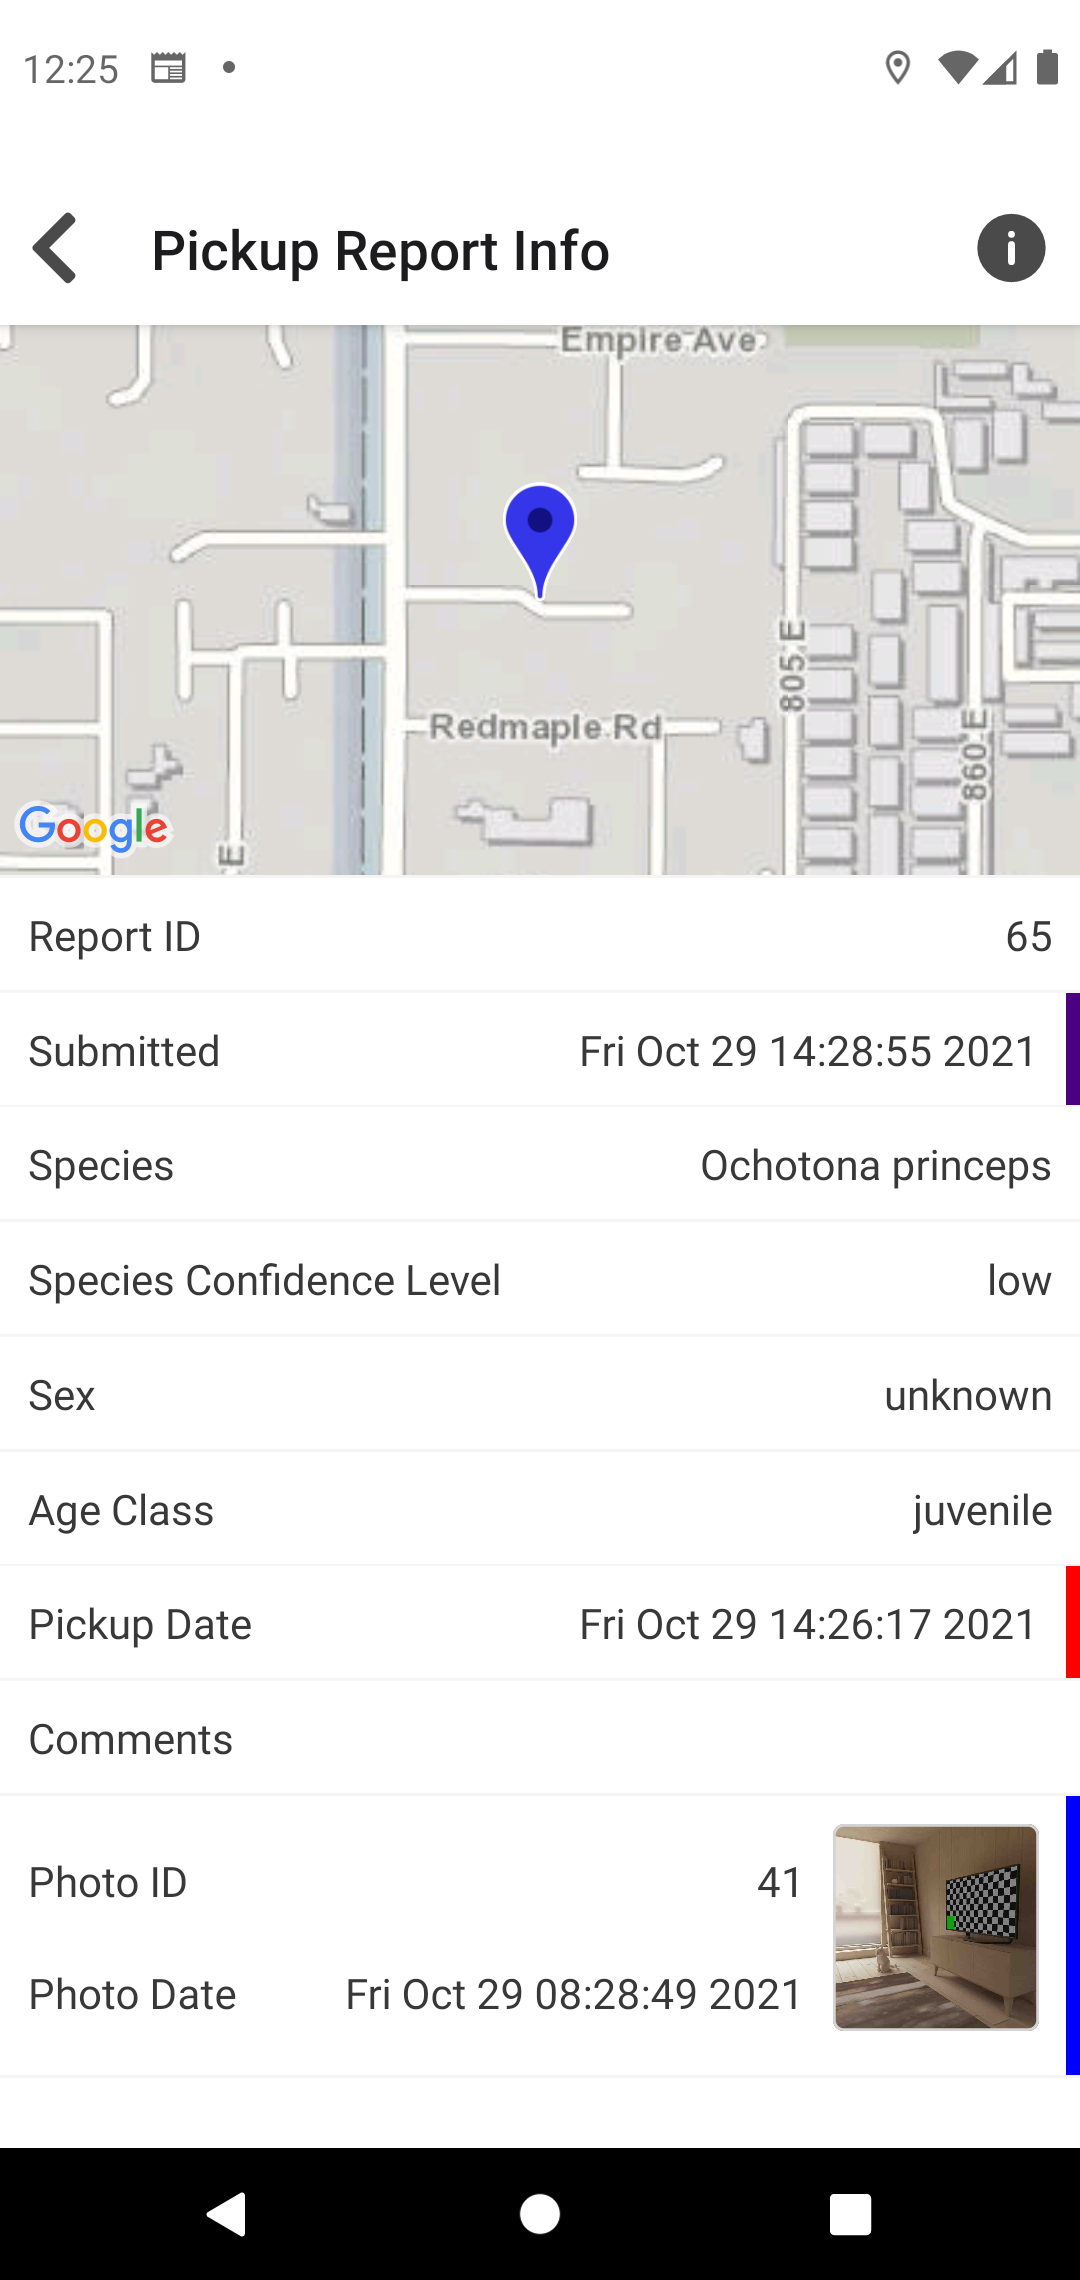 12:25
Pickup Report Info
Empire Ave
805 E
Redmaple Rd
860 E
Google
E
Report ID 65
Submitted Fri Oct 29 14:28:55 2021
Species Ochotona princeps
Species Confidence Level low
Sex unknown
Age Class juvenile
Pickup Date Fri Oct 29 14:26:17 2021
Comments
Photo ID 41
Photo Date Fri Oct 29 08:28:49 2021